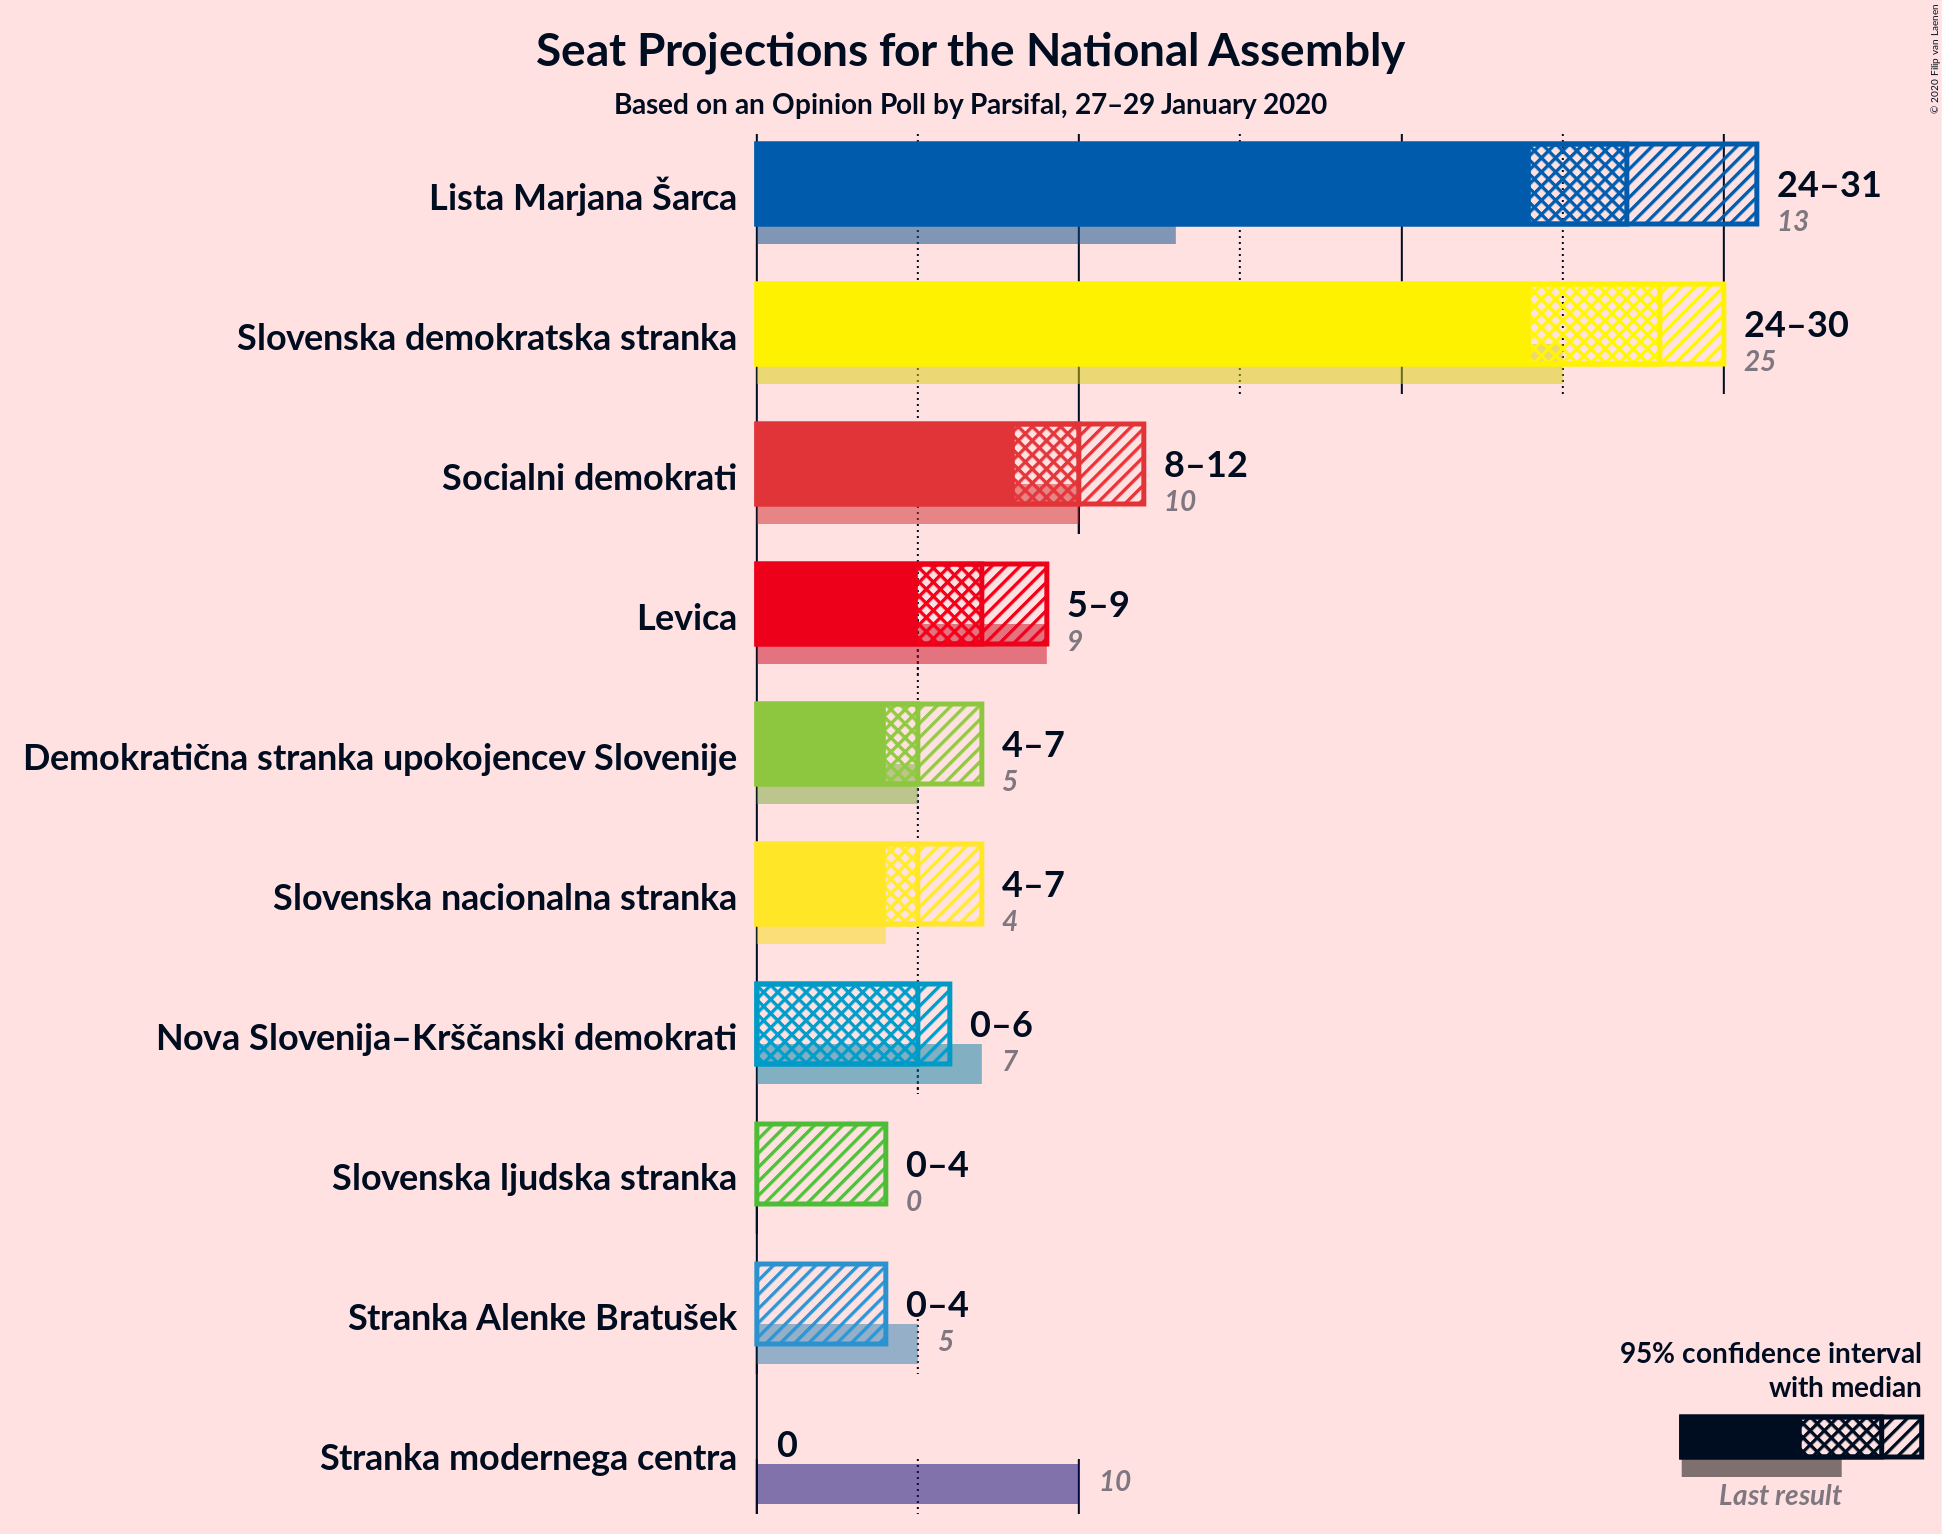 Seat Projections for the National Assembly
Based on an Opinion Poll by Parsifal, 27–29 January 2020
© 2020 Filip van Laenen
Lista Marjana Šarca
24–31
13
Slovenska demokratska stranka
24–30
25
Socialni demokrati
8–12
10
Levica
5–9
9
Demokratična stranka upokojencev Slovenije
4–7
5
Slovenska nacionalna stranka
4–7
4
Nova Slovenija–Krščanski demokrati
0–6
7
Slovenska ljudska stranka
0–4
0
Stranka Alenke Bratušek
0–4
5
Stranka modernega centra
0
10
95% confidence interval
with median
Last result